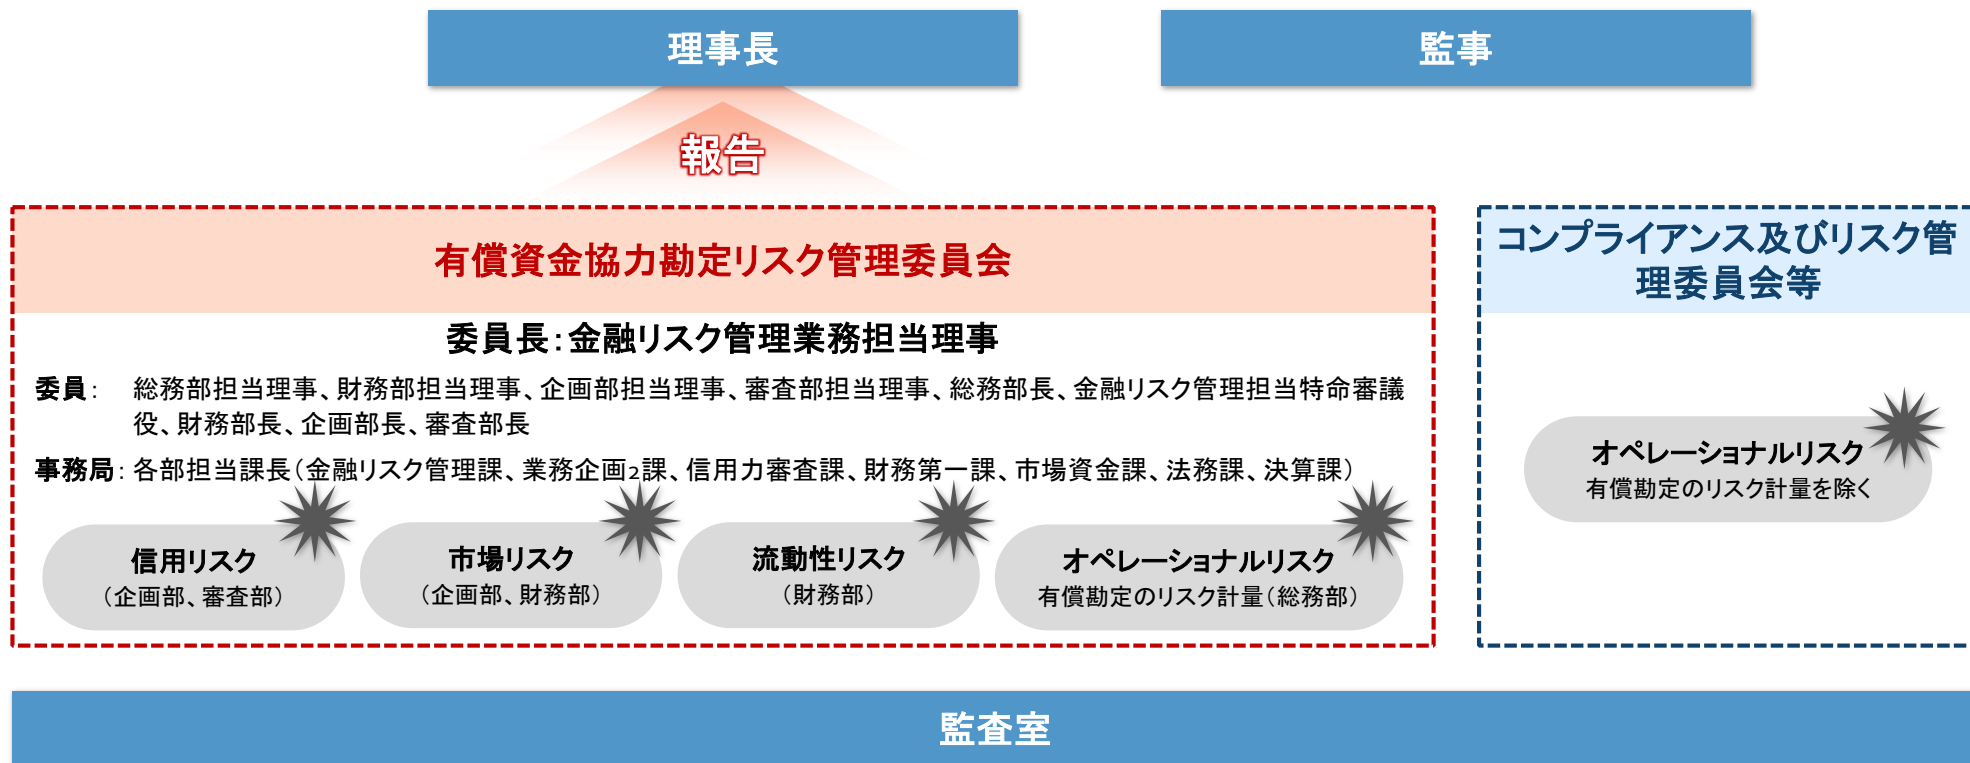 理事長
監事
報告
有償資金協力勘定リスク管理委員会
委員長：金融リスク管理業務担当理事
委員： 総務部担当理事、財務部担当理事、企画部担当理事、審査部担当理事、総務部長、金融リスク管理担当特命審議
役、財務部長、企画部長、審査部長
事務局：各部担当課長（金融リスク管理課、業務企画2課、信用力審査課、財務第一課、市場資金課、法務課、決算課）
信用リスク
（企画部、審査部）
市場リスク
（企画部、財務部）
流動性リスク
（財務部）
オペレーショナルリスク
有償勘定のリスク計量（総務部）
コンプライアンス及びリスク管
理委員会等
オペレーショナルリスク
有償勘定のリスク計量を除く
監査室